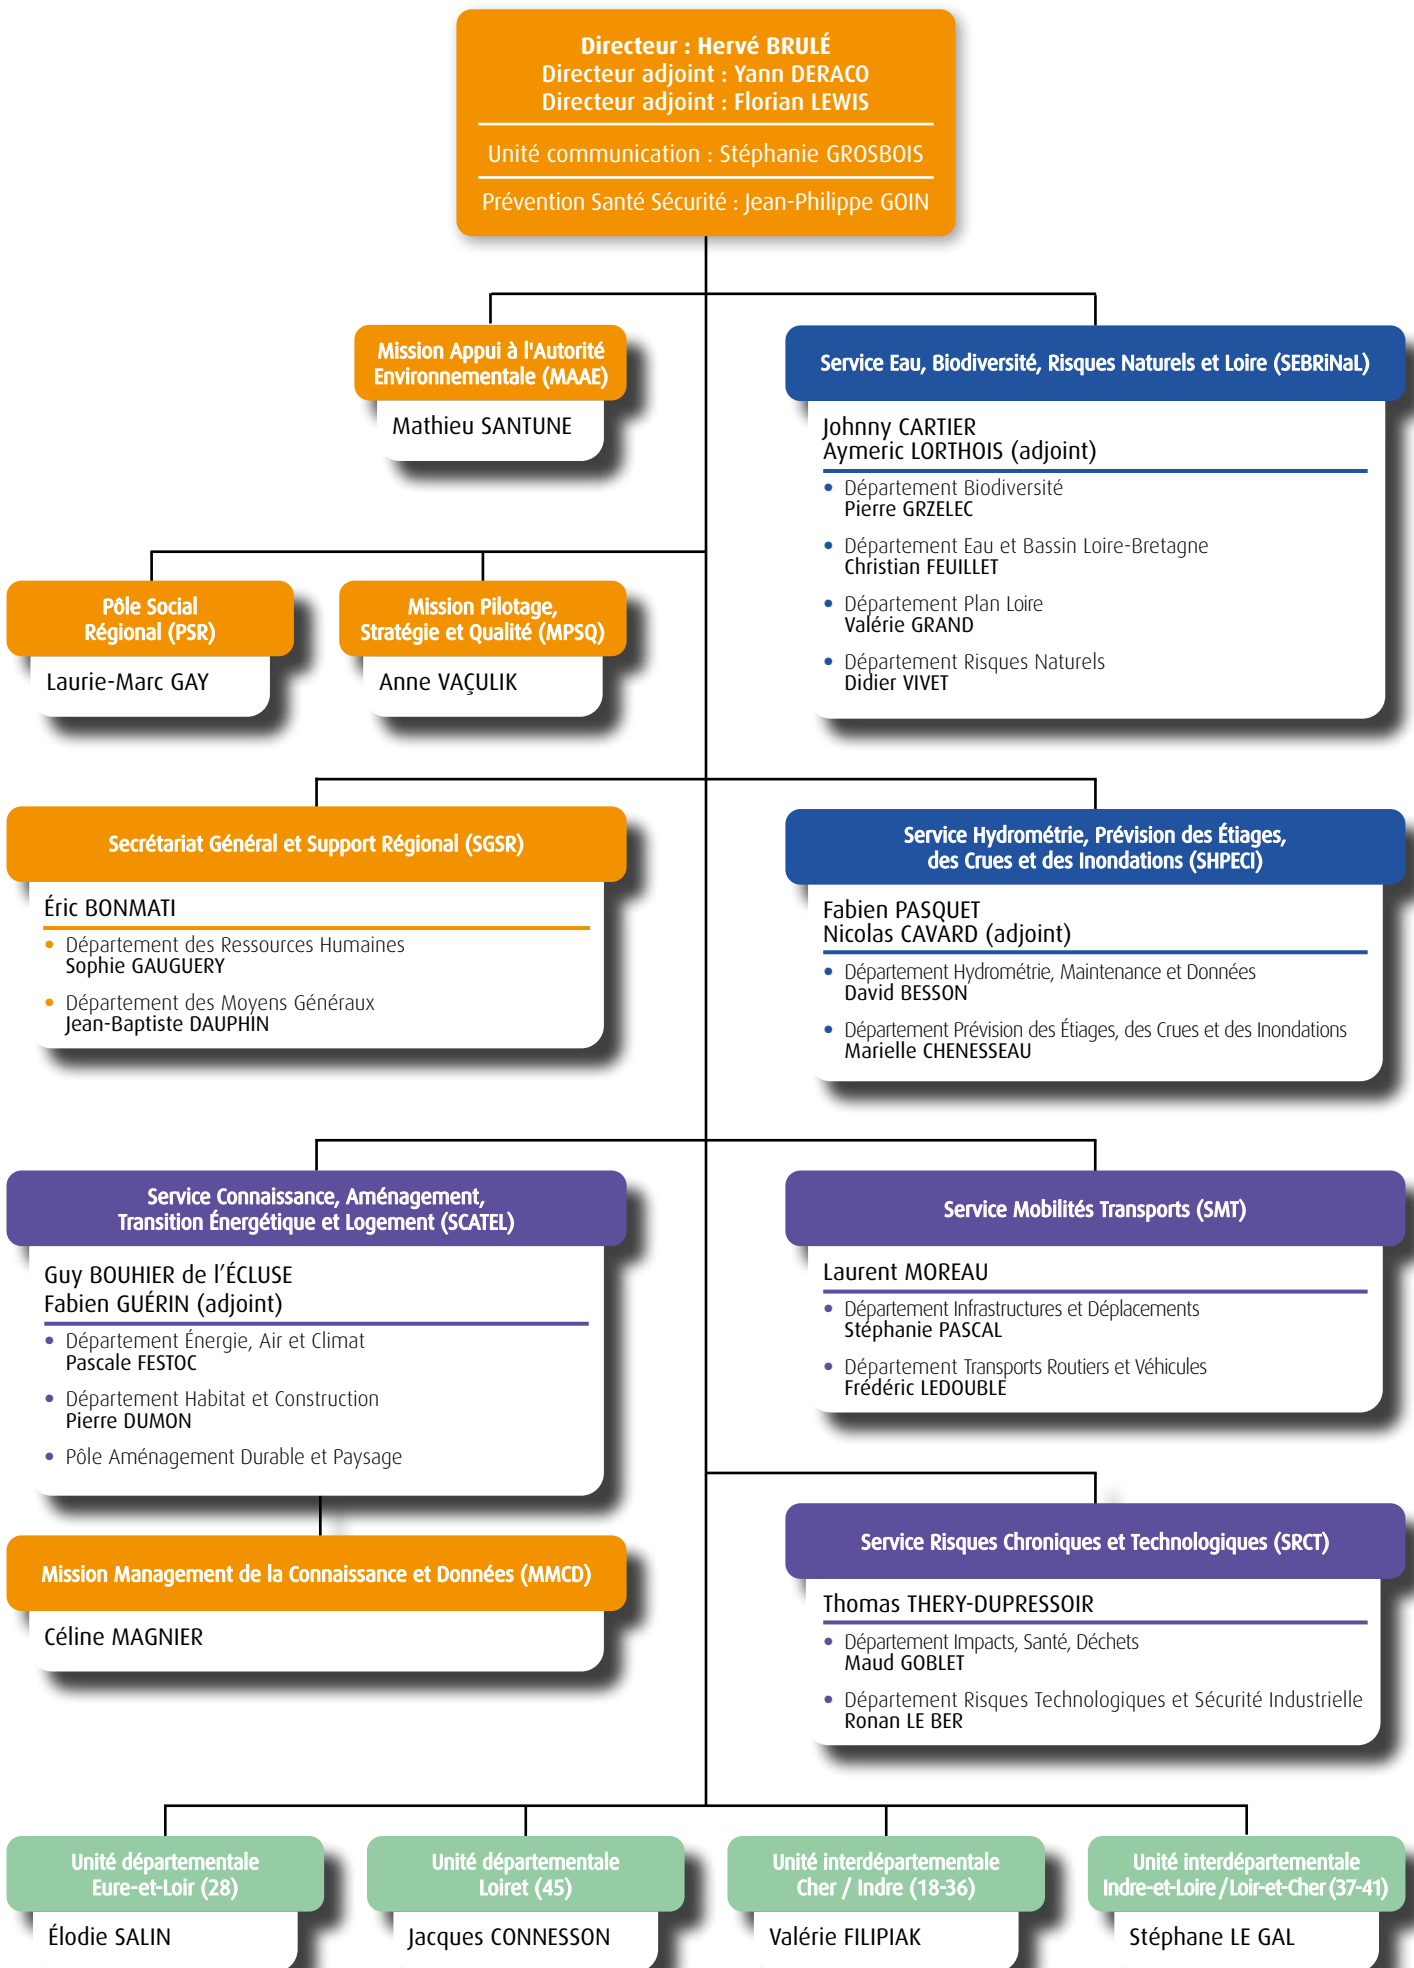 Directeur : Hervé BRULÉ
Directeur adjoint : Yann DERACO
Directeur adjoint : Florian LEWIS
Unité communication : Stéphanie GROSBOIS
Prévention Santé Sécurité : Jean-Philippe GOIN
Mission Appui à l'Autorité
Environnementale (MAAE)
Mathieu SANTUNE
Service Eau, Biodiversité, Risques Naturels et Loire (SEBRiNaL)
Johnny CARTIER
Aymeric LORTHOIS (adjoint)
• Département Biodiversité
Pierre GRZELEC
• Département Eau et Bassin Loire-Bretagne
Christian FEUILLET
• Département Plan Loire
Valérie GRAND
• Département Risques Naturels
Didier VIVET
Pôle Social
Régional (PSR)
Laurie-Marc GAY
Mission Pilotage,
Stratégie et Qualité (MPSQ)
Anne VAÇULIK
Secrétariat Général et Support Régional (SGSR)
Éric BONMATI
• Département des Ressources Humaines
Sophie GAUGUERY
• Département des Moyens Généraux
Jean-Baptiste DAUPHIN
Service Hydrométrie, Prévision des Étiages,
des Crues et des Inondations (SHPECI)
Fabien PASQUET
Nicolas CAVARD (adjoint)
• Département Hydrométrie, Maintenance et Données
David BESSON
• Département Prévision des Étiages, des Crues et des Inondations
Marielle CHENESSEAU
Service Connaissance, Aménagement,
Transition Énergétique et Logement (SCATEL)
Guy BOUHIER de l’ÉCLUSE
Fabien GUÉRIN (adjoint)
• Département Énergie, Air et Climat
Pascale FESTOC
• Département Habitat et Construction
Pierre DUMON
• Pôle Aménagement Durable et Paysage
Service Mobilités Transports (SMT)
Laurent MOREAU
• Département Infrastructures et Déplacements
Stéphanie PASCAL
• Département Transports Routiers et Véhicules
Frédéric LEDOUBLE
Mission Management de la Connaissance et Données (MMCD)
Céline MAGNIER
Service Risques Chroniques et Technologiques (SRCT)
Thomas THERY-DUPRESSOIR
• Département Impacts, Santé, Déchets
Maud GOBLET
• Département Risques Technologiques et Sécurité Industrielle
Ronan LE BER
Unité départementale
Eure-et-Loir (28)
Élodie SALIN
Unité départementale
Loiret (45)
Jacques CONNESSON
Unité interdépartementale
Cher / Indre (18-36)
Valérie FILIPIAK
Unité interdépartementale
Indre-et-Loire / Loir-et-Cher (37-41)
Stéphane LE GAL